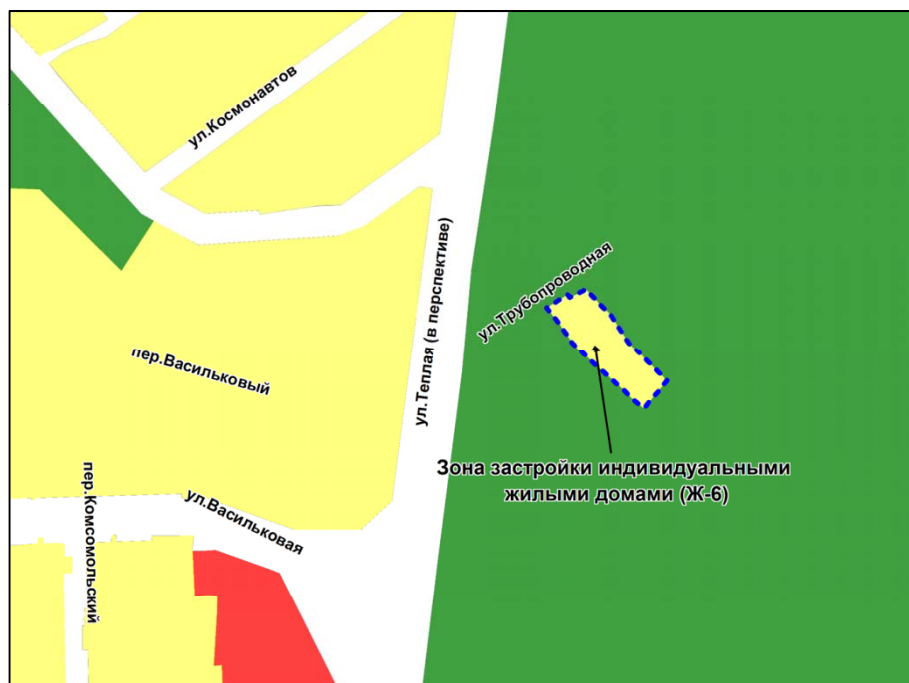 ул.Космонавтов
ул.Трубопроводная
ул.Теплая (в перспективе)
пер.Васильковый
Зона застройки индивидуальными
жилыми домами (Ж-6)
ул.Васильковая
пер.Комсомольский